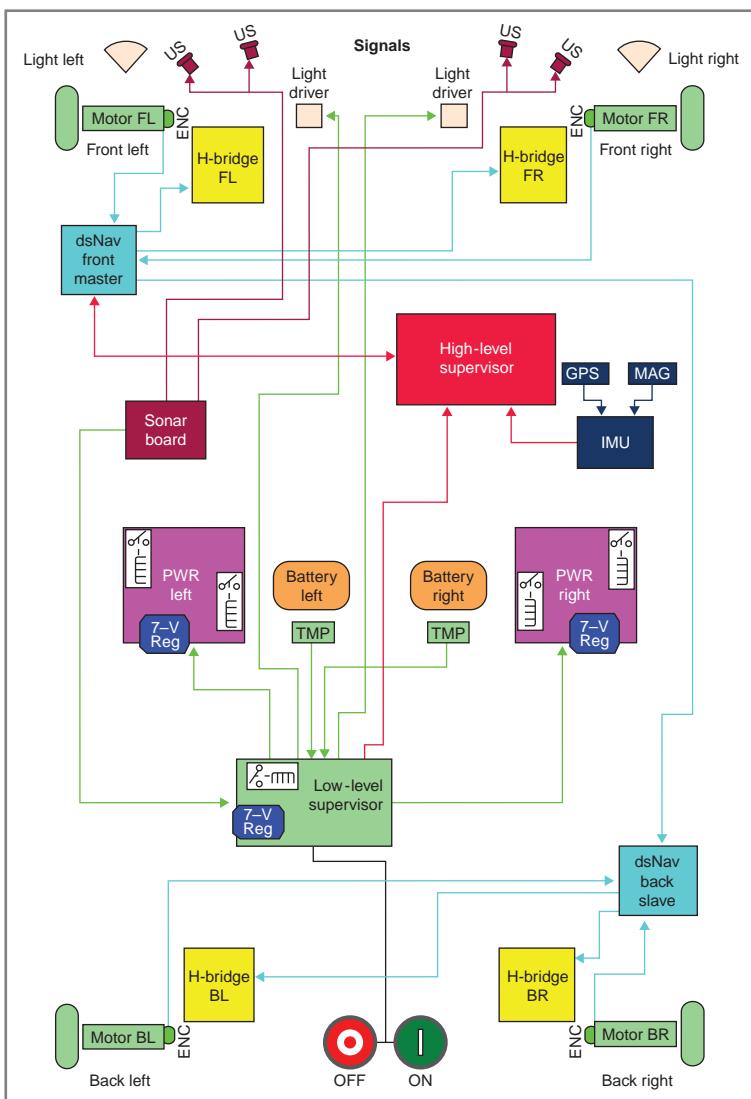 US
US
Signals
US
US
Light left
Light
driver
Light
driver
Light right
Motor FL
ENC
Front left
H-bridge
FL
H-bridge
FR
ENC
Motor FR
Front right
dsNav
front
master
High-level
supervisor
GPS
MAG
IMU
Sonar
board
PWR
left
7–V
Reg
Battery
left
TMP
Battery
right
TMP
PWR
right
7–V
Reg
Low-level
supervisor
7–V
Reg
dsNav
back
slave
H-bridge
BL
H-bridge
BR
Motor BL
ENC
Back left
OFF
ON
ENC
Motor BR
Back right